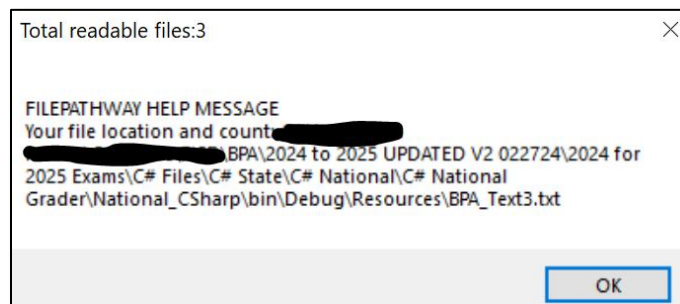 Total readable files:3
FILEPATHWAY HELP MESSAGE
Your file location and count:
\BPA\2024 to 2025 UPDATED V2 022724\2024 for
2025 Exams\C# Files\C# State\C# National\C# National
Grader\National_CSharp\bin\Debug\Resources\BPA_Text3.txt
OK